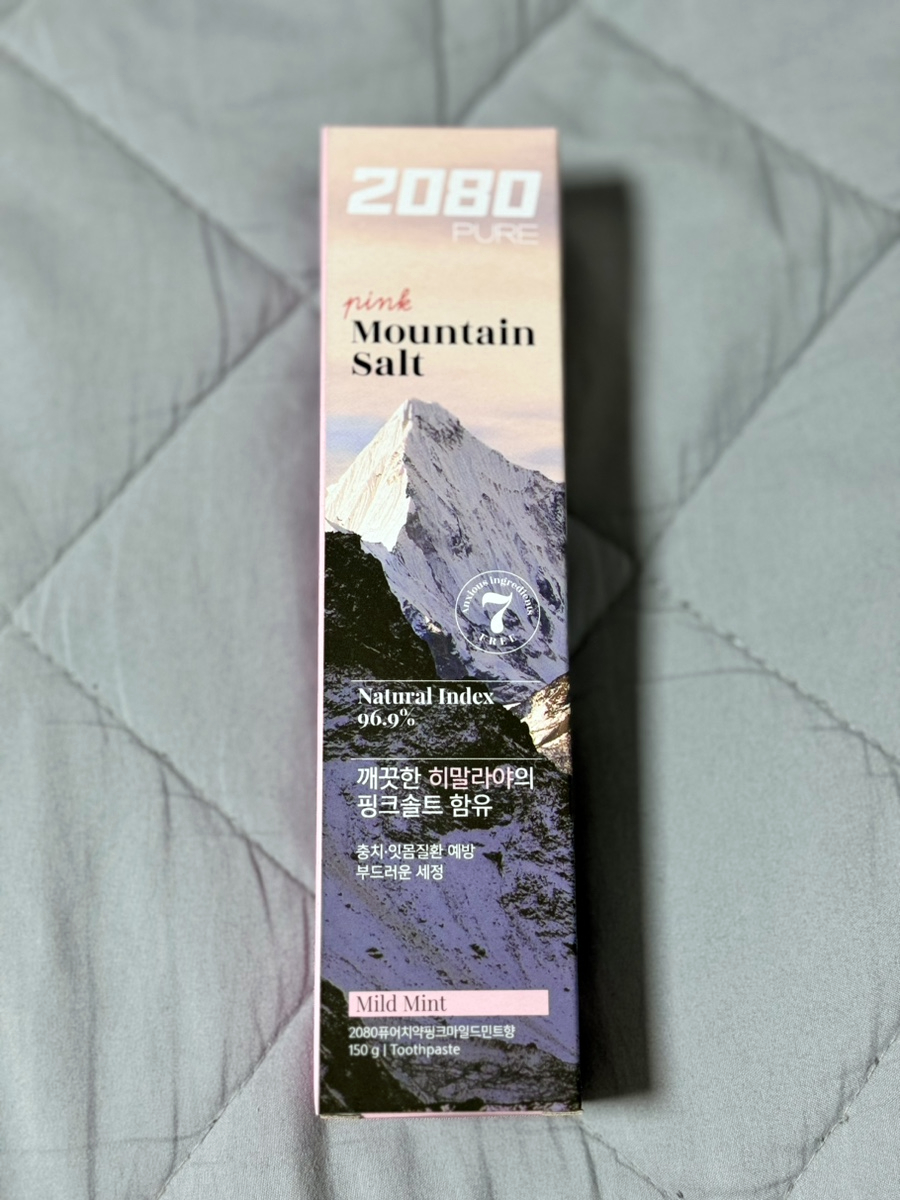 2080
PURE
pink
Mountain
Salt
Anxious ingredients
7
FREE
Natural Index
96.9%
깨끗한 히말라야의
핑크솔트 함유
충치·잇몸질환 예방
부드러운 세정
Mild Mint
2080퓨어치약핑크마일드민트향
150 g | Toothpaste